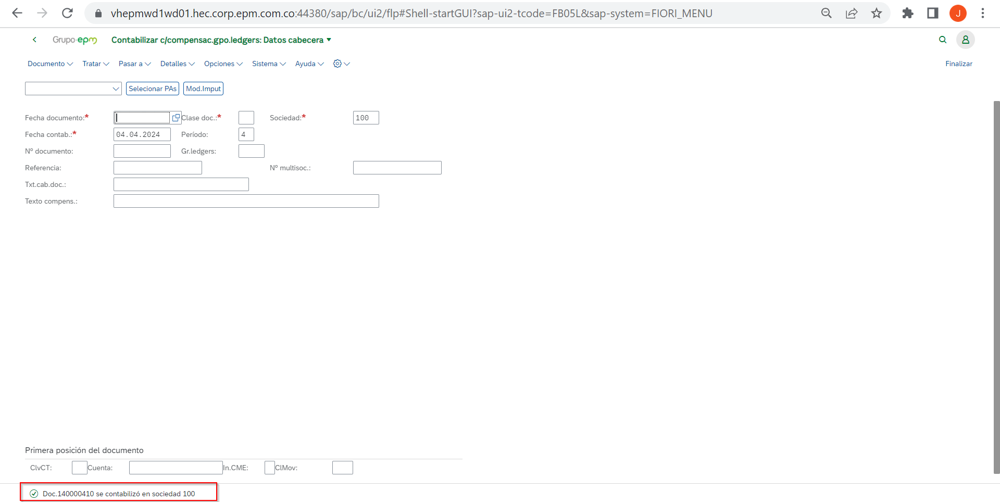 vhepmwd1wd01.hec.corp.epm.com.co:44380/sap/bc/ui2/flp#Shell-startGUI?sap-ui2-tcode=FB05L&sap-system=FIORI_MENU
J
Grupo·epm
Contabilizar c/compensac.gpo.ledgers: Datos cabecera
Documento Tratar Pasar a Detalles Opciones Sistema Ayuda Finalizar
Selecionar PAs Mod.Imput
Fecha documento:* Clase doc.:* Sociedad:* 100
Fecha contab.:* 04.04.2024 Período: 4
Nº documento: Gr.ledgers:
Referencia: Nº multisoc.:
Txt.cab.doc.:
Texto compens.:
Primera posición del documento
ClvCT: Cuenta: In.CME: ClMov:
Doc.140000410 se contabilizó en sociedad 100